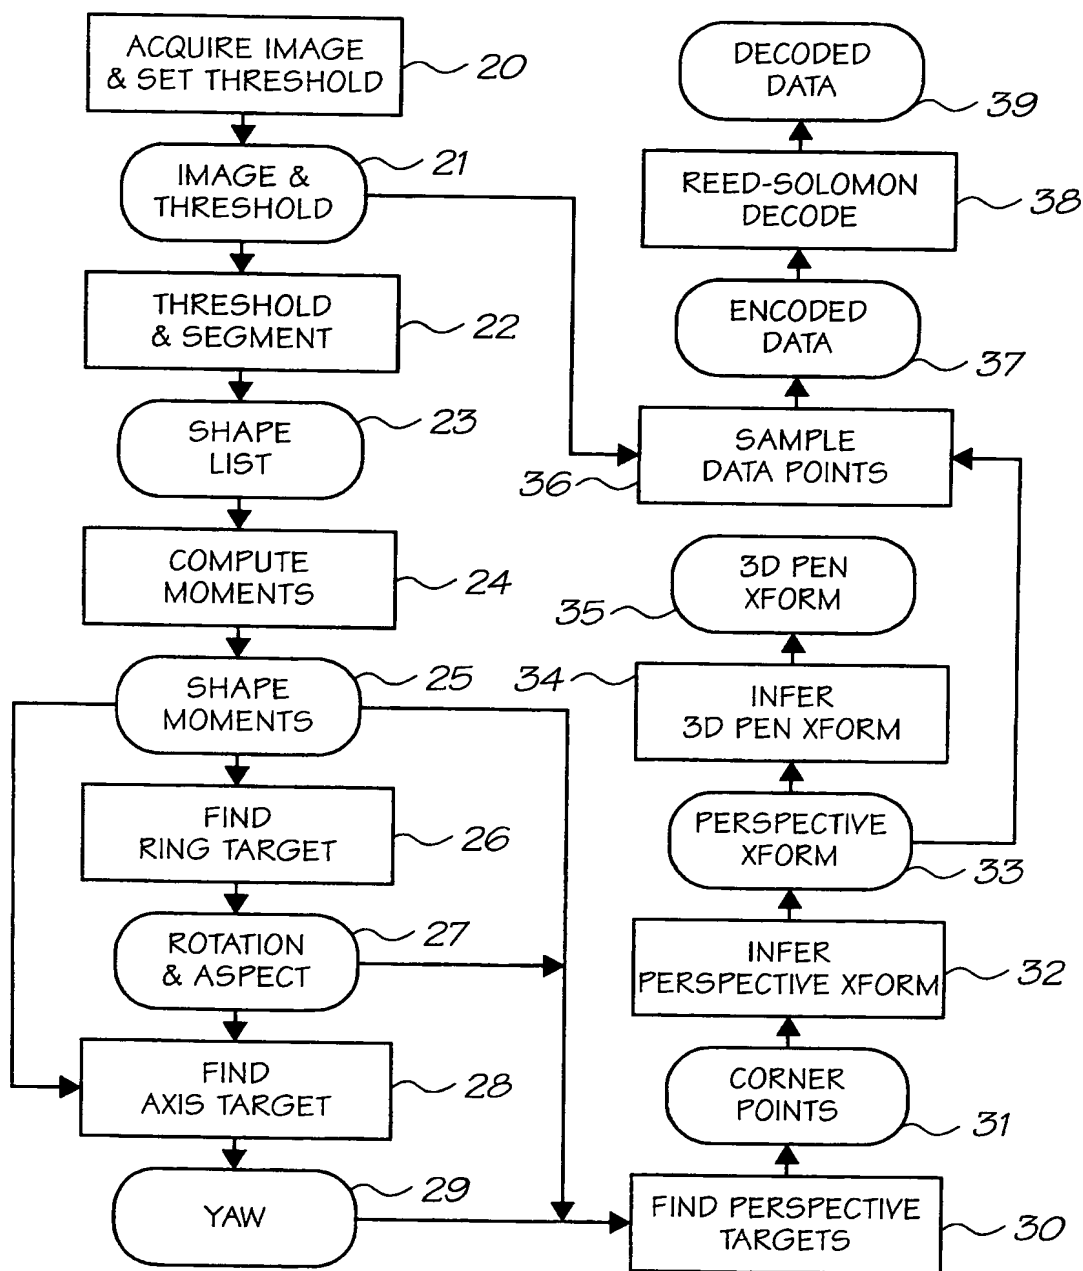 ACQUIRE IMAGE
& SET THRESHOLD
20
IMAGE &
THRESHOLD
21
THRESHOLD
& SEGMENT
22
SHAPE
LIST
23
COMPUTE
MOMENTS
24
SHAPE
MOMENTS
25
FIND
RING TARGET
26
ROTATION
& ASPECT
27
FIND
AXIS TARGET
28
YAW
29
FIND PERSPECTIVE
TARGETS
30
CORNER
POINTS
31
INFER
PERSPECTIVE XFORM
32
PERSPECTIVE
XFORM
33
INFER
3D PEN XFORM
34
3D PEN
XFORM
35
SAMPLE
DATA POINTS
36
ENCODED
DATA
37
REED-SOLOMON
DECODE
38
DECODED
DATA
39